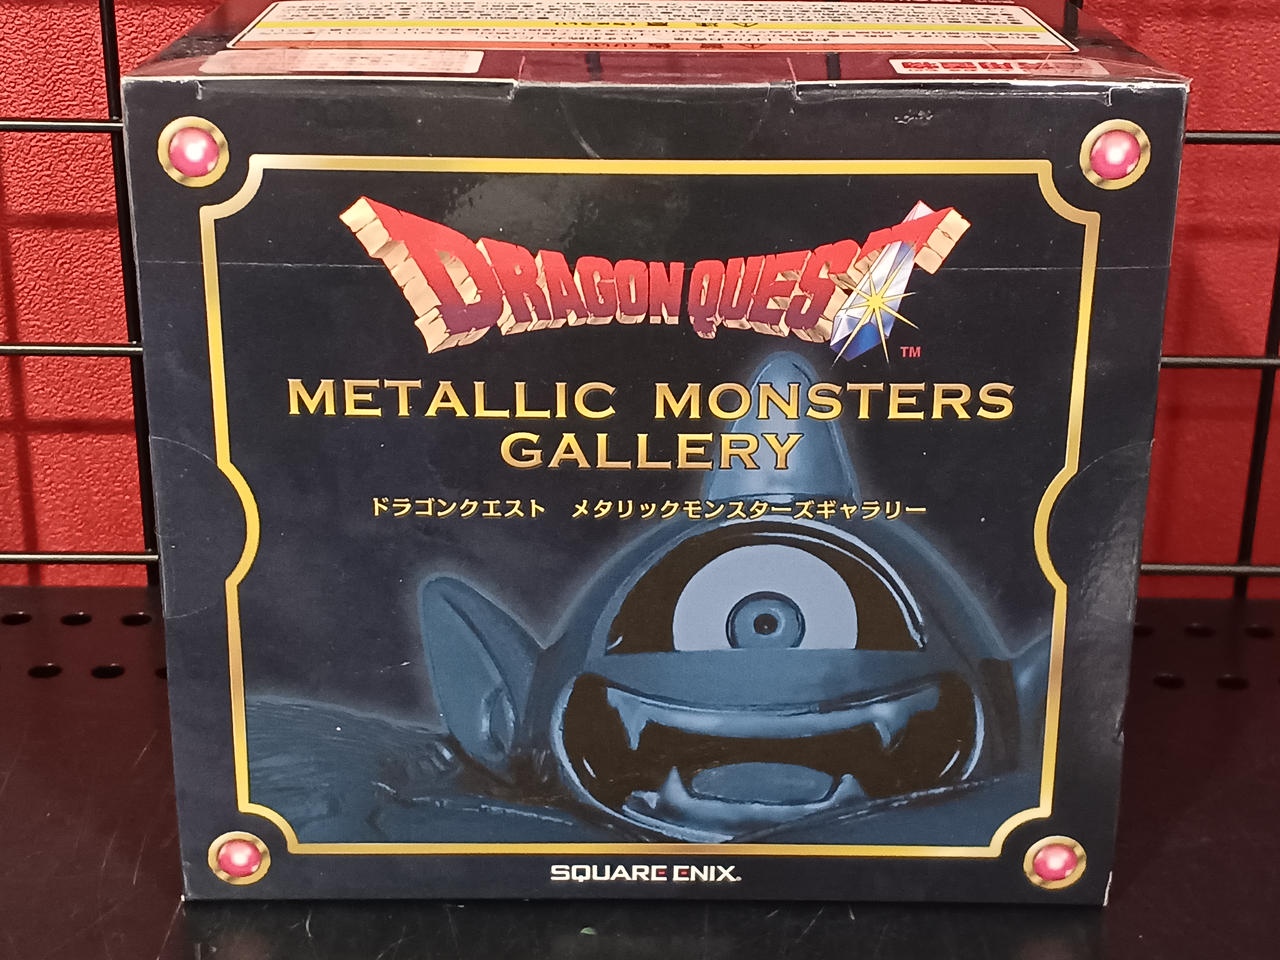 DRAGON QUEST
TM
METALLIC MONSTERS
GALLERY
ドラゴンクエスト メタリックモンスターズギャラリー
SQUARE ENIX.